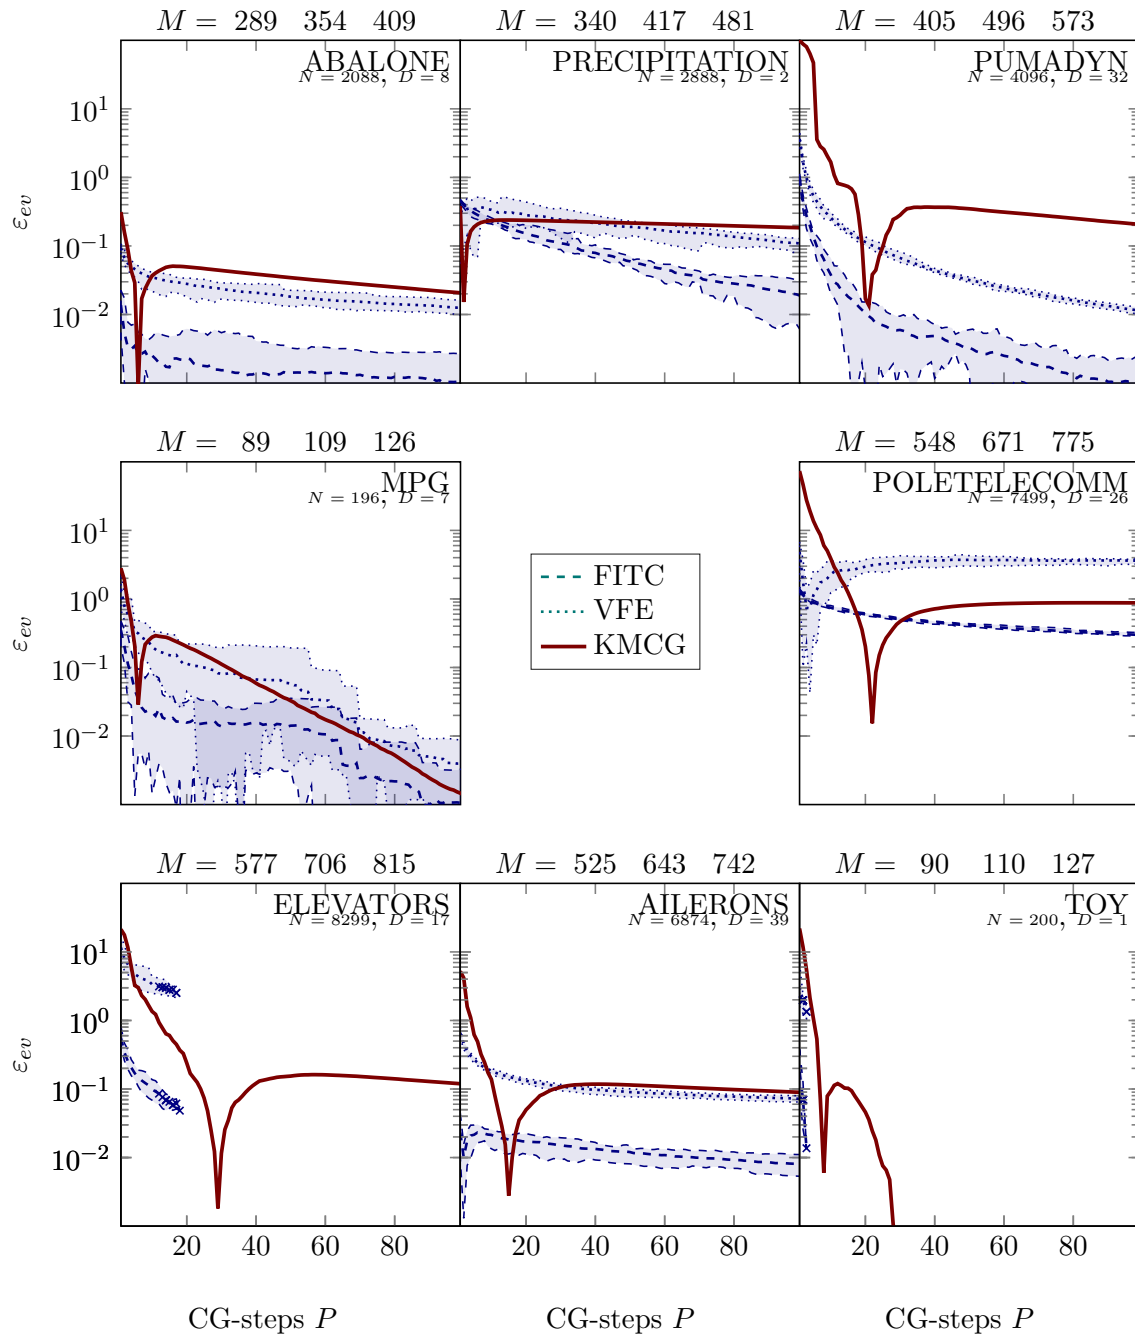 M = 289 354 409
M = 340 417 481
M = 405 496 573
ABALONE
N = 2088, D = 8
PRECIPITATION
N = 2888, D = 2
PUMADYN
N = 4096, D = 32
10^1
10^0
10^-1
10^-2
ε_ev
M = 89 109 126
M = 548 671 775
MPG
N = 196, D = 7
POLETELECOMM
N = 7499, D = 26
10^1
10^0
10^-1
10^-2
ε_ev
FITC
VFE
KMCG
M = 577 706 815
M = 525 643 742
M = 90 110 127
ELEVATORS
N = 8299, D = 17
AILERONS
N = 6874, D = 39
TOY
N = 200, D = 1
10^1
10^0
10^-1
10^-2
ε_ev
20 40 60 80
20 40 60 80
20 40 60 80
CG-steps P
CG-steps P
CG-steps P